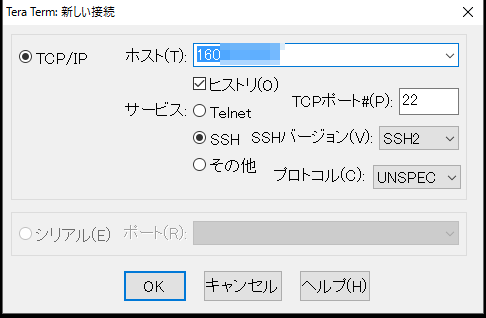 Tera Term: 新しい接続
TCP/IP
ホスト(T): 160
ヒストリ(O)
サービス: Telnet
TCPポート#(P): 22
SSH
SSHバージョン(V): SSH2
その他
プロトコル(C): UNSPEC
シリアル(E)
ポート(R):
OK
キャンセル
ヘルプ(H)